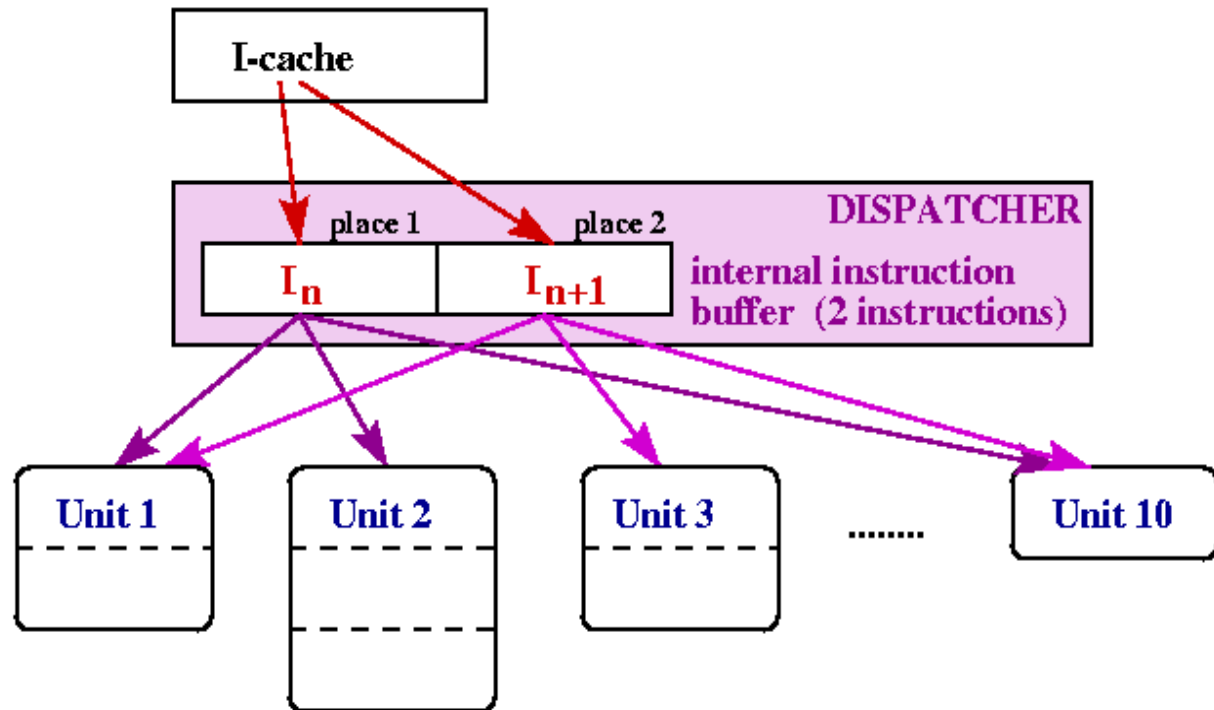 I-cache
DISPATCHER
place 1 place 2
In In+1
internal instruction
buffer (2 instructions)
Unit 1 Unit 2 Unit 3 ........ Unit 10